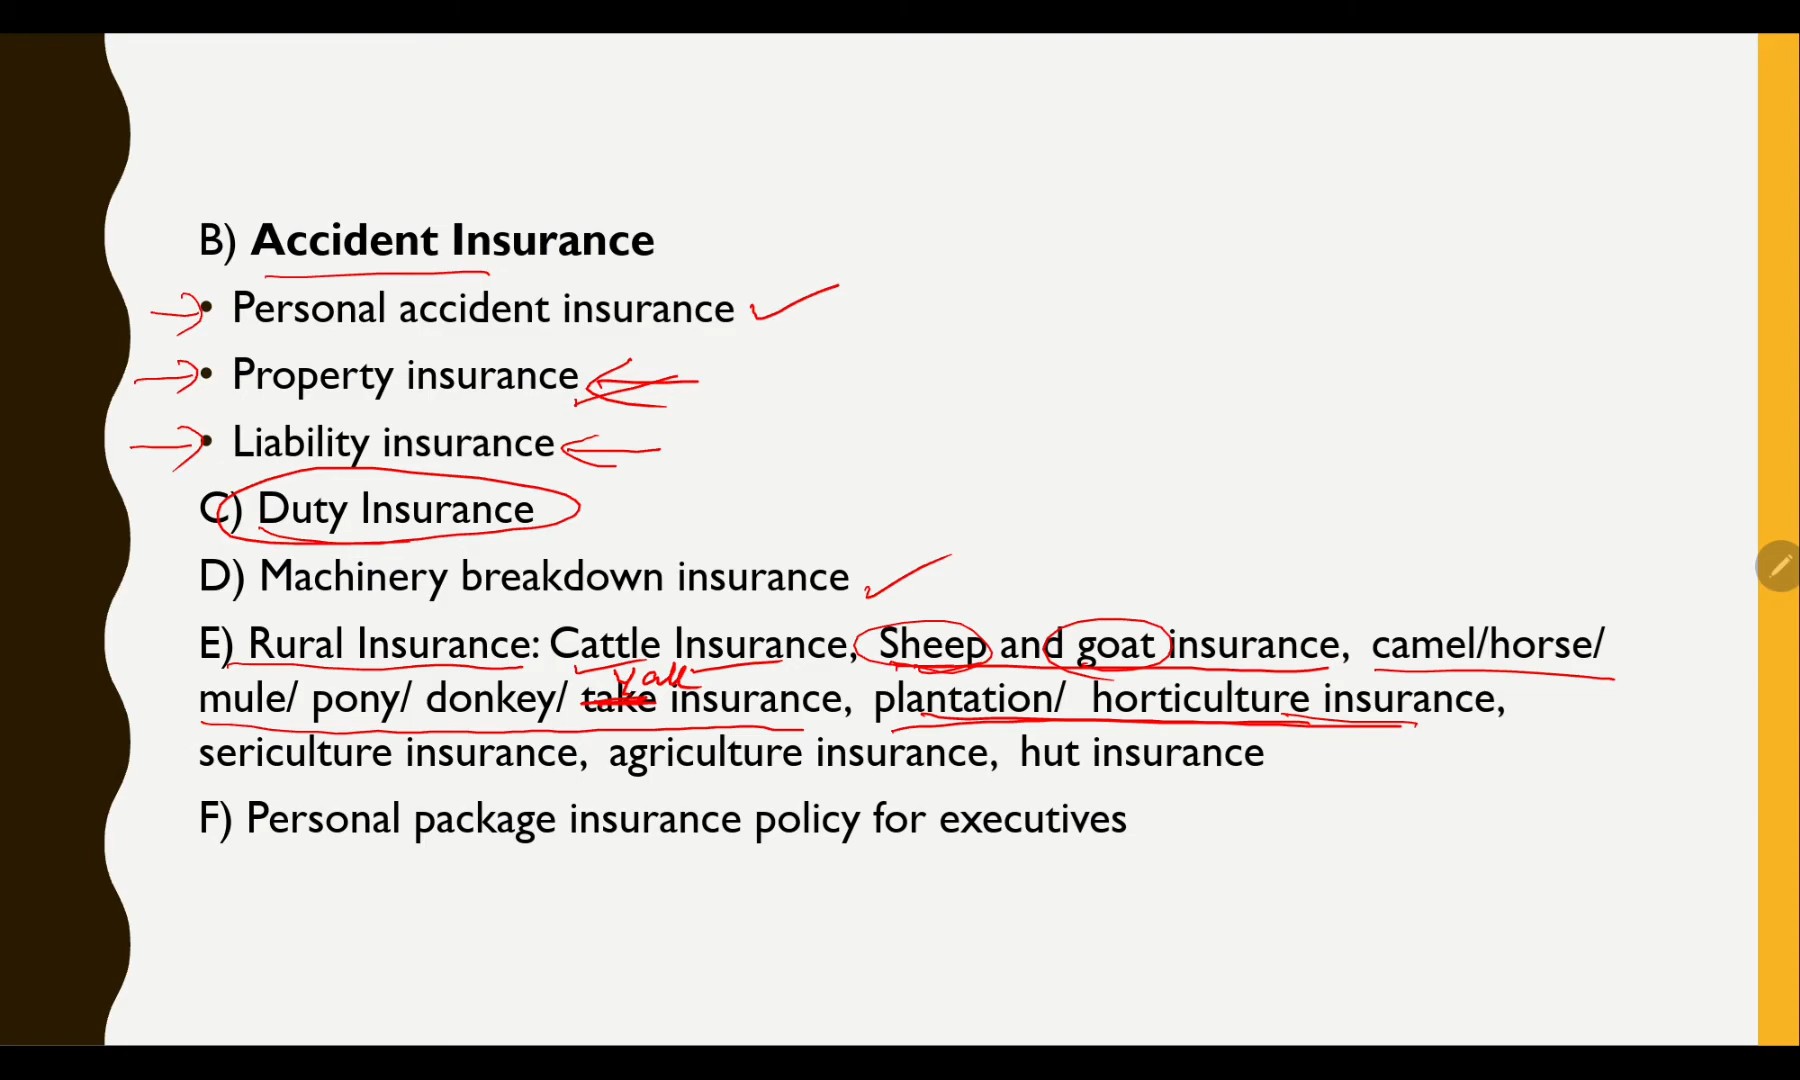 B) Accident Insurance
• Personal accident insurance
• Property insurance
• Liability insurance
C) Duty Insurance
D) Machinery breakdown insurance
E) Rural Insurance: Cattle Insurance, Sheep and goat insurance, camel/horse/
Yak
mule/ pony/ donkey/ take insurance, plantation/ horticulture insurance,
sericulture insurance, agriculture insurance, hut insurance
F) Personal package insurance policy for executives